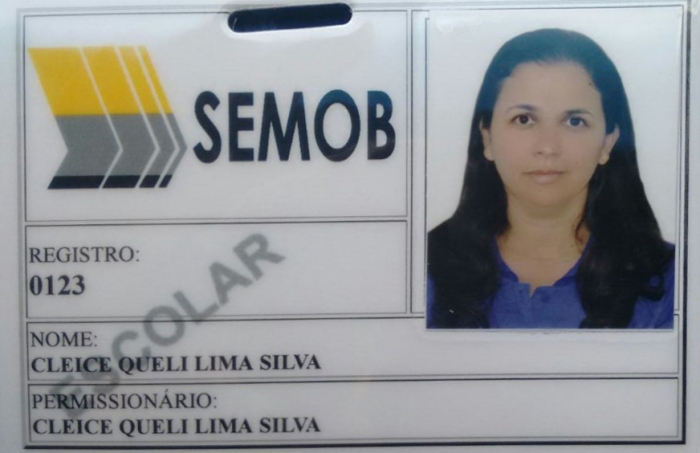 SEMOB
REGISTRO:
0123
ESCOLAR
NOME:
CLEICE QUELI LIMA SILVA
PERMISSIONÁRIO:
CLEICE QUELI LIMA SILVA